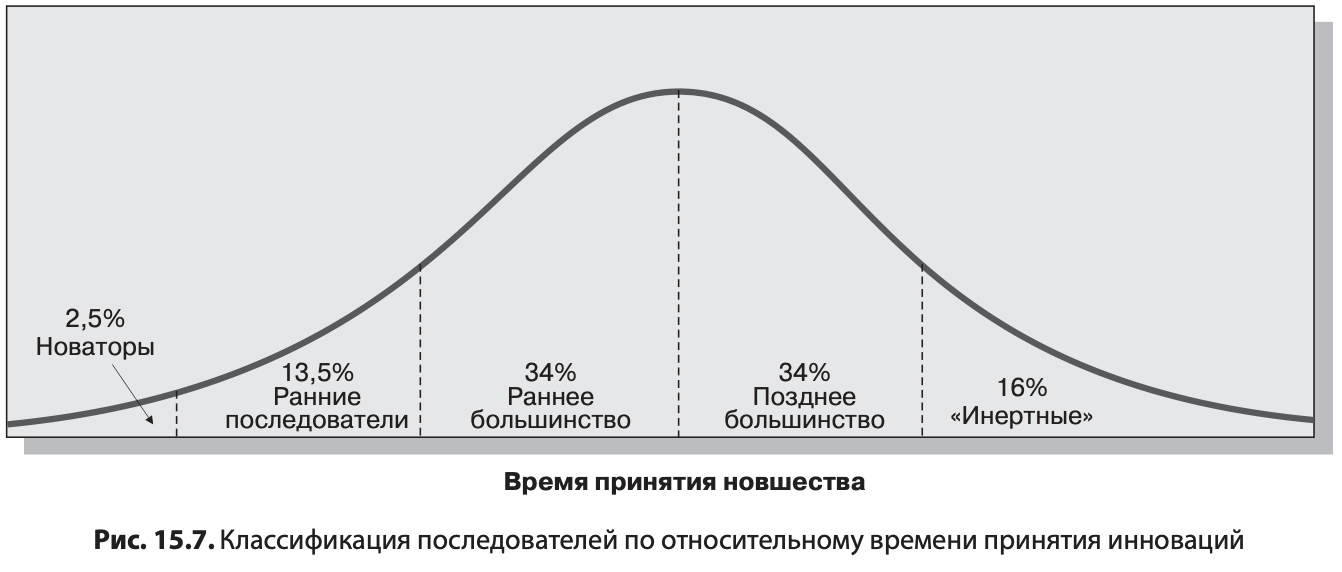 2,5%
Новаторы
13,5%
Ранние
последователи
34%
Раннее
большинство
34%
Позднее
большинство
16%
«Инертные»
Время принятия новшества
Рис. 15.7. Классификация последователей по относительному времени принятия инноваций